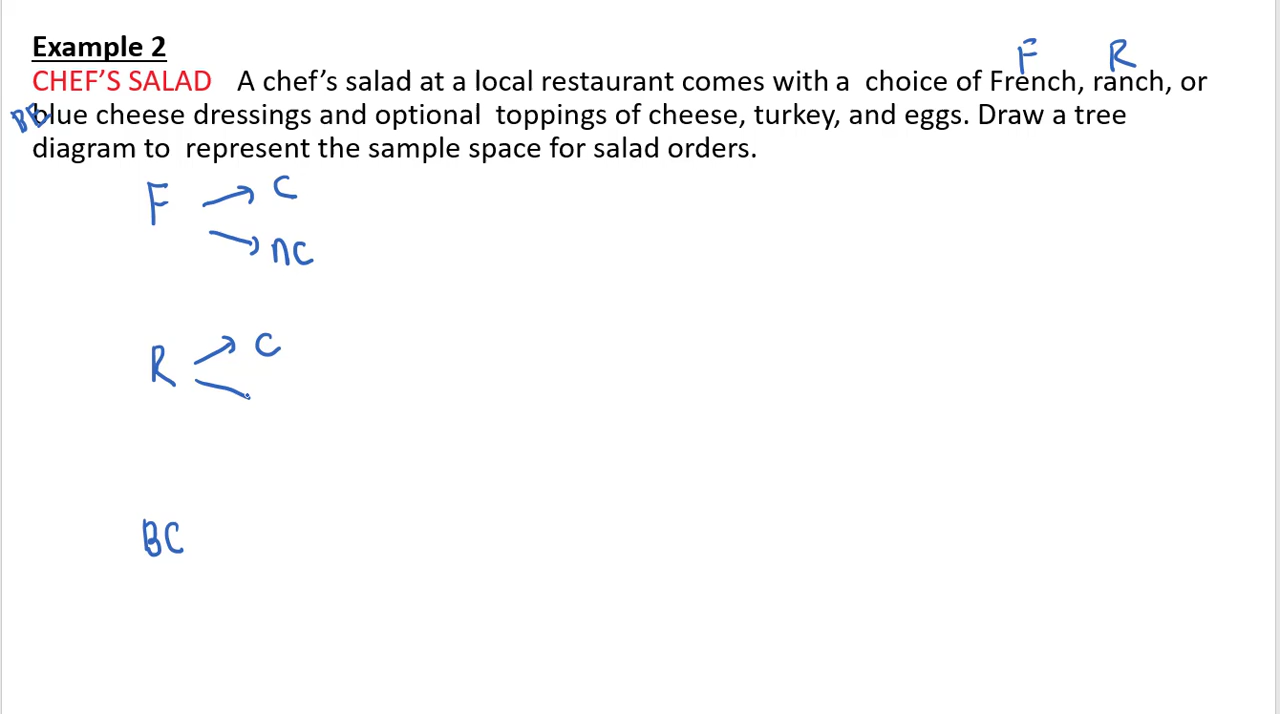 Example 2
F R
CHEF'S SALAD A chef's salad at a local restaurant comes with a choice of French, ranch, or
blue cheese dressings and optional toppings of cheese, turkey, and eggs. Draw a tree
diagram to represent the sample space for salad orders.
F → C
→ nc
R → C
BC